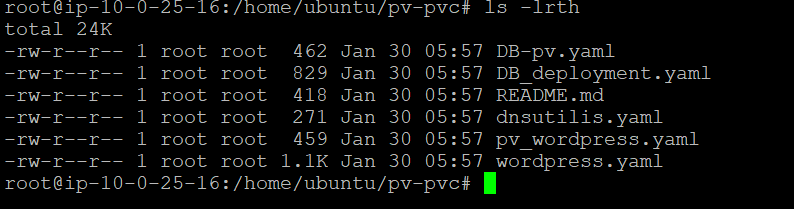 root@ip-10-0-25-16:/home/ubuntu/pv-pvc# ls -lrth
total 24K
-rw-r--r-- 1 root root  462 Jan 30 05:57 DB-pv.yaml
-rw-r--r-- 1 root root  829 Jan 30 05:57 DB_deployment.yaml
-rw-r--r-- 1 root root  418 Jan 30 05:57 README.md
-rw-r--r-- 1 root root  271 Jan 30 05:57 dnsutilis.yaml
-rw-r--r-- 1 root root  459 Jan 30 05:57 pv_wordpress.yaml
-rw-r--r-- 1 root root 1.1K Jan 30 05:57 wordpress.yaml
root@ip-10-0-25-16:/home/ubuntu/pv-pvc#